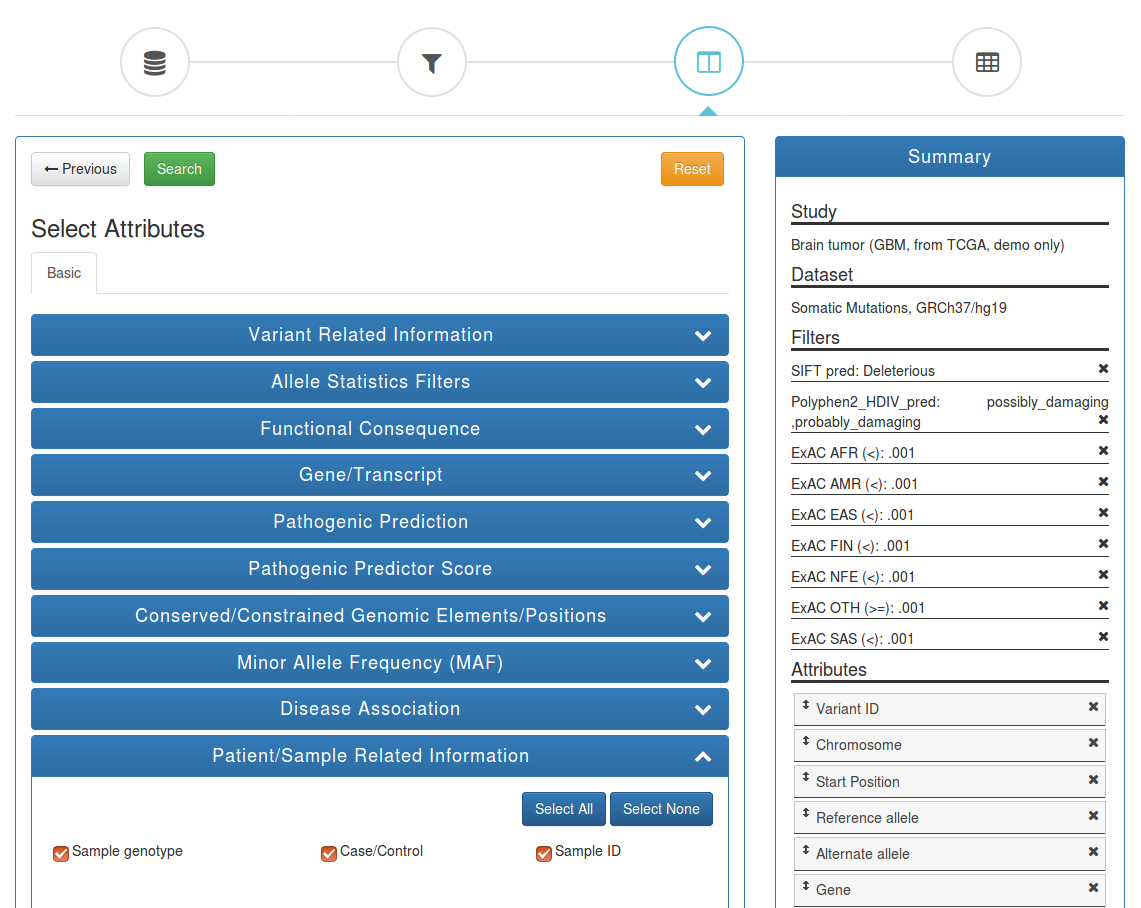 Previous
Search
Reset
Select Attributes
Basic
Variant Related Information
Allele Statistics Filters
Functional Consequence
Gene/Transcript
Pathogenic Prediction
Pathogenic Predictor Score
Conserved/Constrained Genomic Elements/Positions
Minor Allele Frequency (MAF)
Disease Association
Patient/Sample Related Information
Select All
Select None
Sample genotype
Case/Control
Sample ID
Summary
Study
Brain tumor (GBM, from TCGA, demo only)
Dataset
Somatic Mutations, GRCh37/hg19
Filters
SIFT pred: Deleterious
Polyphen2_HDIV_pred: possibly_damaging
,probably_damaging
ExAC AFR (<): .001
ExAC AMR (<): .001
ExAC EAS (<): .001
ExAC FIN (<): .001
ExAC NFE (<): .001
ExAC OTH (>=): .001
ExAC SAS (<): .001
Attributes
Variant ID
Chromosome
Start Position
Reference allele
Alternate allele
Gene